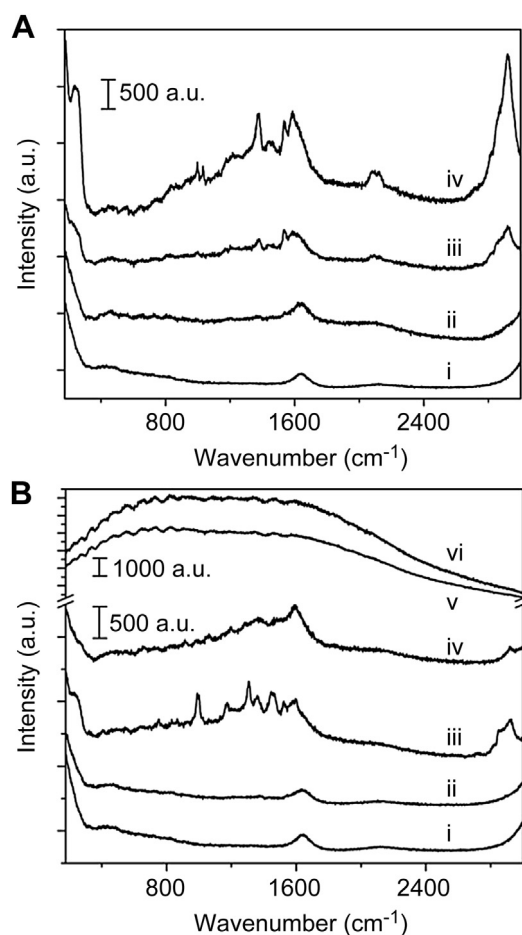 A
500 a.u.
Intensity (a.u.)
iv
iii
ii
i
800 1600 2400
Wavenumber (cm-1)
B
vi
1000 a.u.
v
500 a.u.
Intensity (a.u.)
iv
iii
ii
i
800 1600 2400
Wavenumber (cm-1)